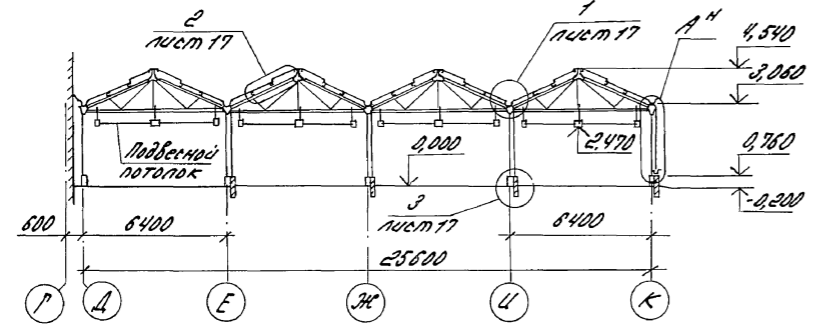 2
лист 17
1
лист 17
Aᴴ
4,540
3,060
Подвесной
потолок
0,000
2,470
0,760
-0,200
3
лист 17
600
6400
6400
25600
Г
Д
Е
Ж
И
К